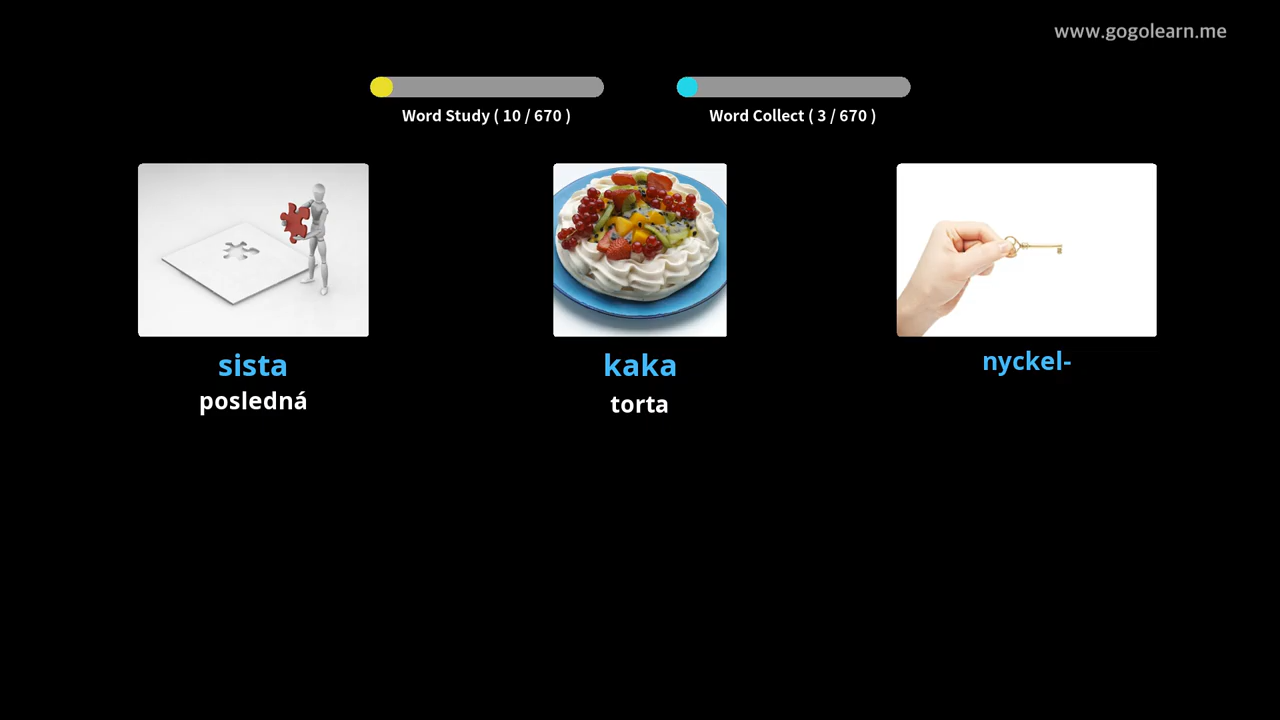 www.gogolearn.me
Word Study ( 10 / 670 )
Word Collect ( 3 / 670 )
sista
posledná
kaka
torta
nyckel-